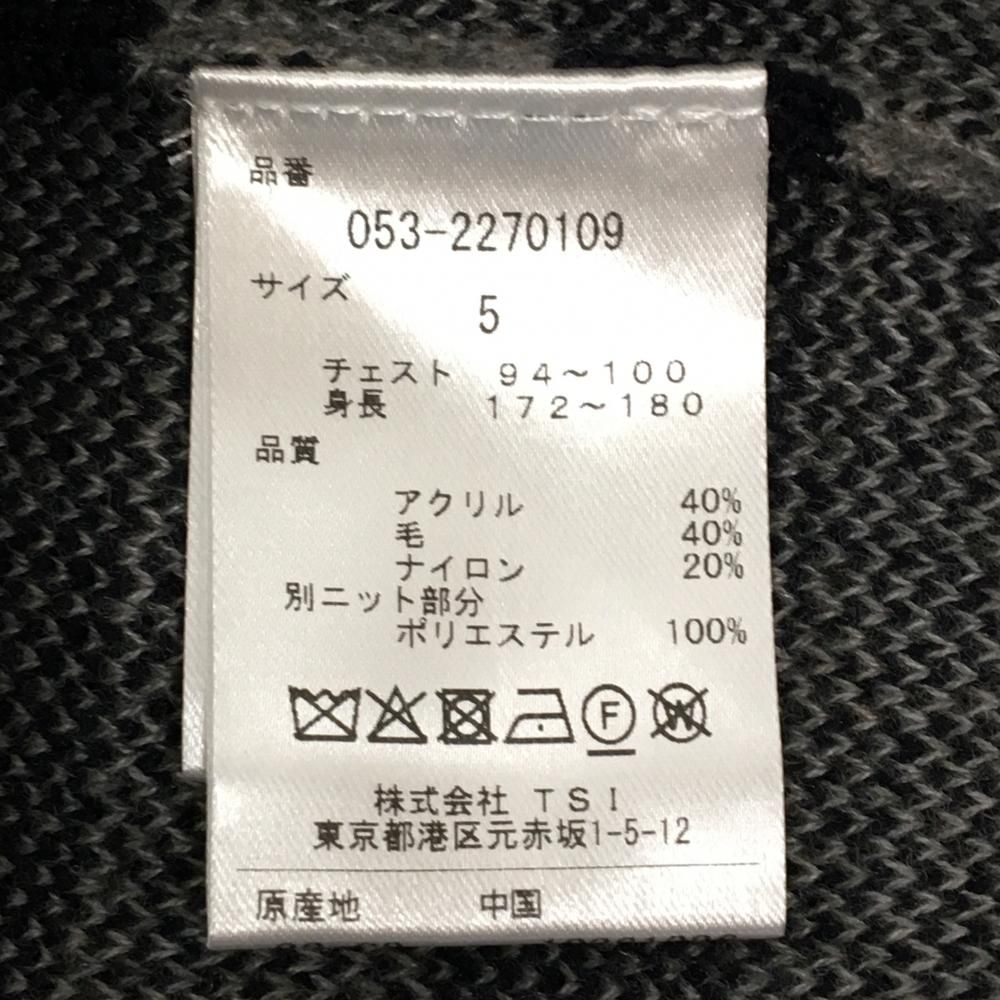 品番
053-2270109
サイズ
5
チェスト 94～100
身長 172～180
品質
アクリル 40%
毛 40%
ナイロン 20%
別ニット部分
ポリエステル 100%
F W
株式会社 TSI
東京都港区元赤坂1-5-12
原産地 中国